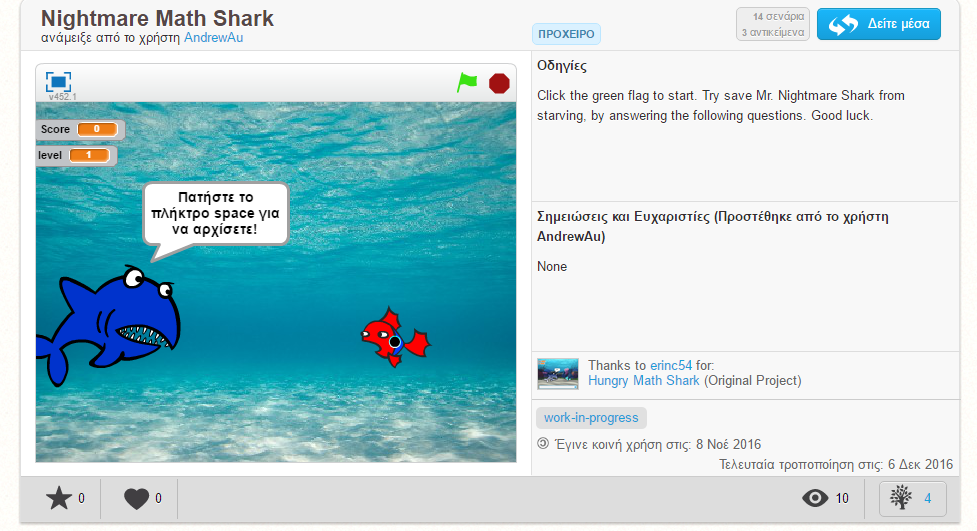 Nightmare Math Shark
ανάμειξε από το χρήστη AndrewAu
ΠΡΟΧΕΙΡΟ
14 σενάρια
3 αντικείμενα
Δείτε μέσα
v452.1
Score 0
level 1
Πατήστε το
πλήκτρο space για
να αρχίσετε!
Οδηγίες
Click the green flag to start. Try save Mr. Nightmare Shark from
starving, by answering the following questions. Good luck.
Σημειώσεις και Ευχαριστίες (Προστέθηκε από το χρήστη
AndrewAu)
None
Thanks to erinc54 for:
Hungry Math Shark (Original Project)
work-in-progress
Έγινε κοινή χρήση στις: 8 Νοέ 2016
Τελευταία τροποποίηση στις: 6 Δεκ 2016
0
0
10
4